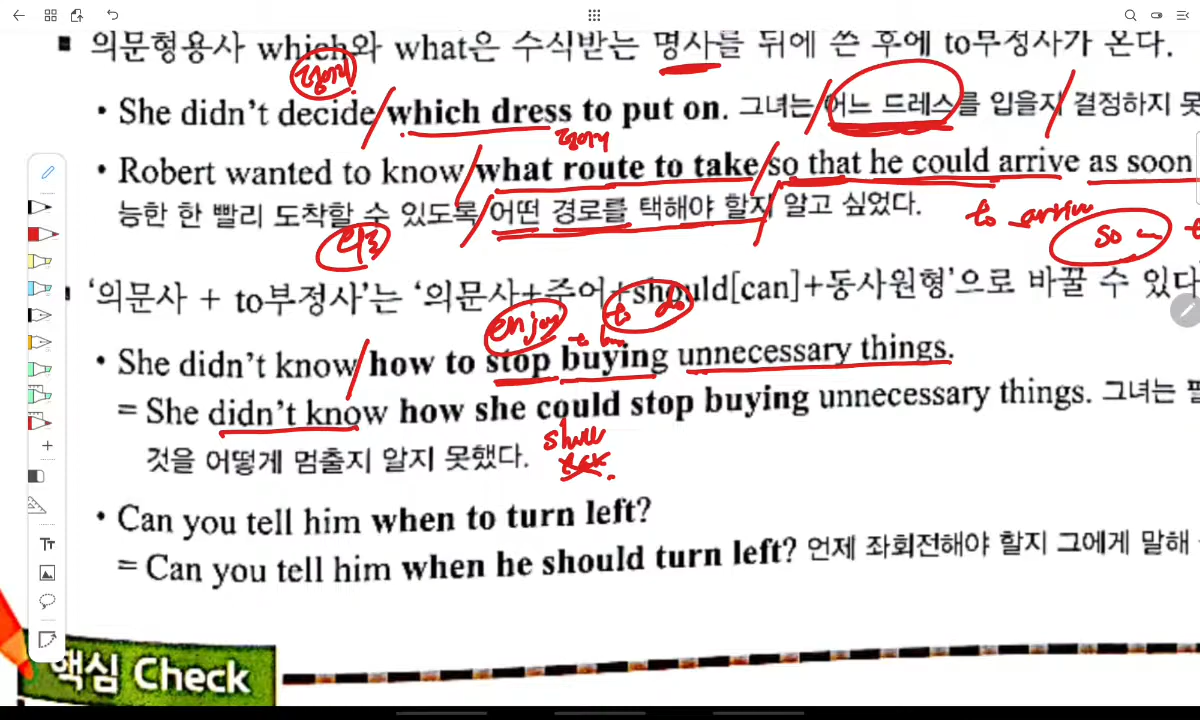 ■ 의문형용사 which와 what은 수식받는 명사를 뒤에 쓴 후에 to부정사가 온다.
• She didn't decide which dress to put on. 그녀는 어느 드레스를 입을지 결정하지 못
• Robert wanted to know what route to take so that he could arrive as soon
능한 한 빨리 도착할 수 있도록 어떤 경로를 택해야 할지 알고 싶었다.
to arrive
so ~ t
■ '의문사 + to부정사'는 '의문사+주어+should[can]+동사원형'으로 바꿀 수 있다
enjoy to do
• She didn't know how to stop buying unnecessary things.
= She didn't know how she could stop buying unnecessary things. 그녀는 필
것을 어떻게 멈출지 알지 못했다.
• Can you tell him when to turn left?
= Can you tell him when he should turn left? 언제 좌회전해야 할지 그에게 말해
핵심 Check
Tт